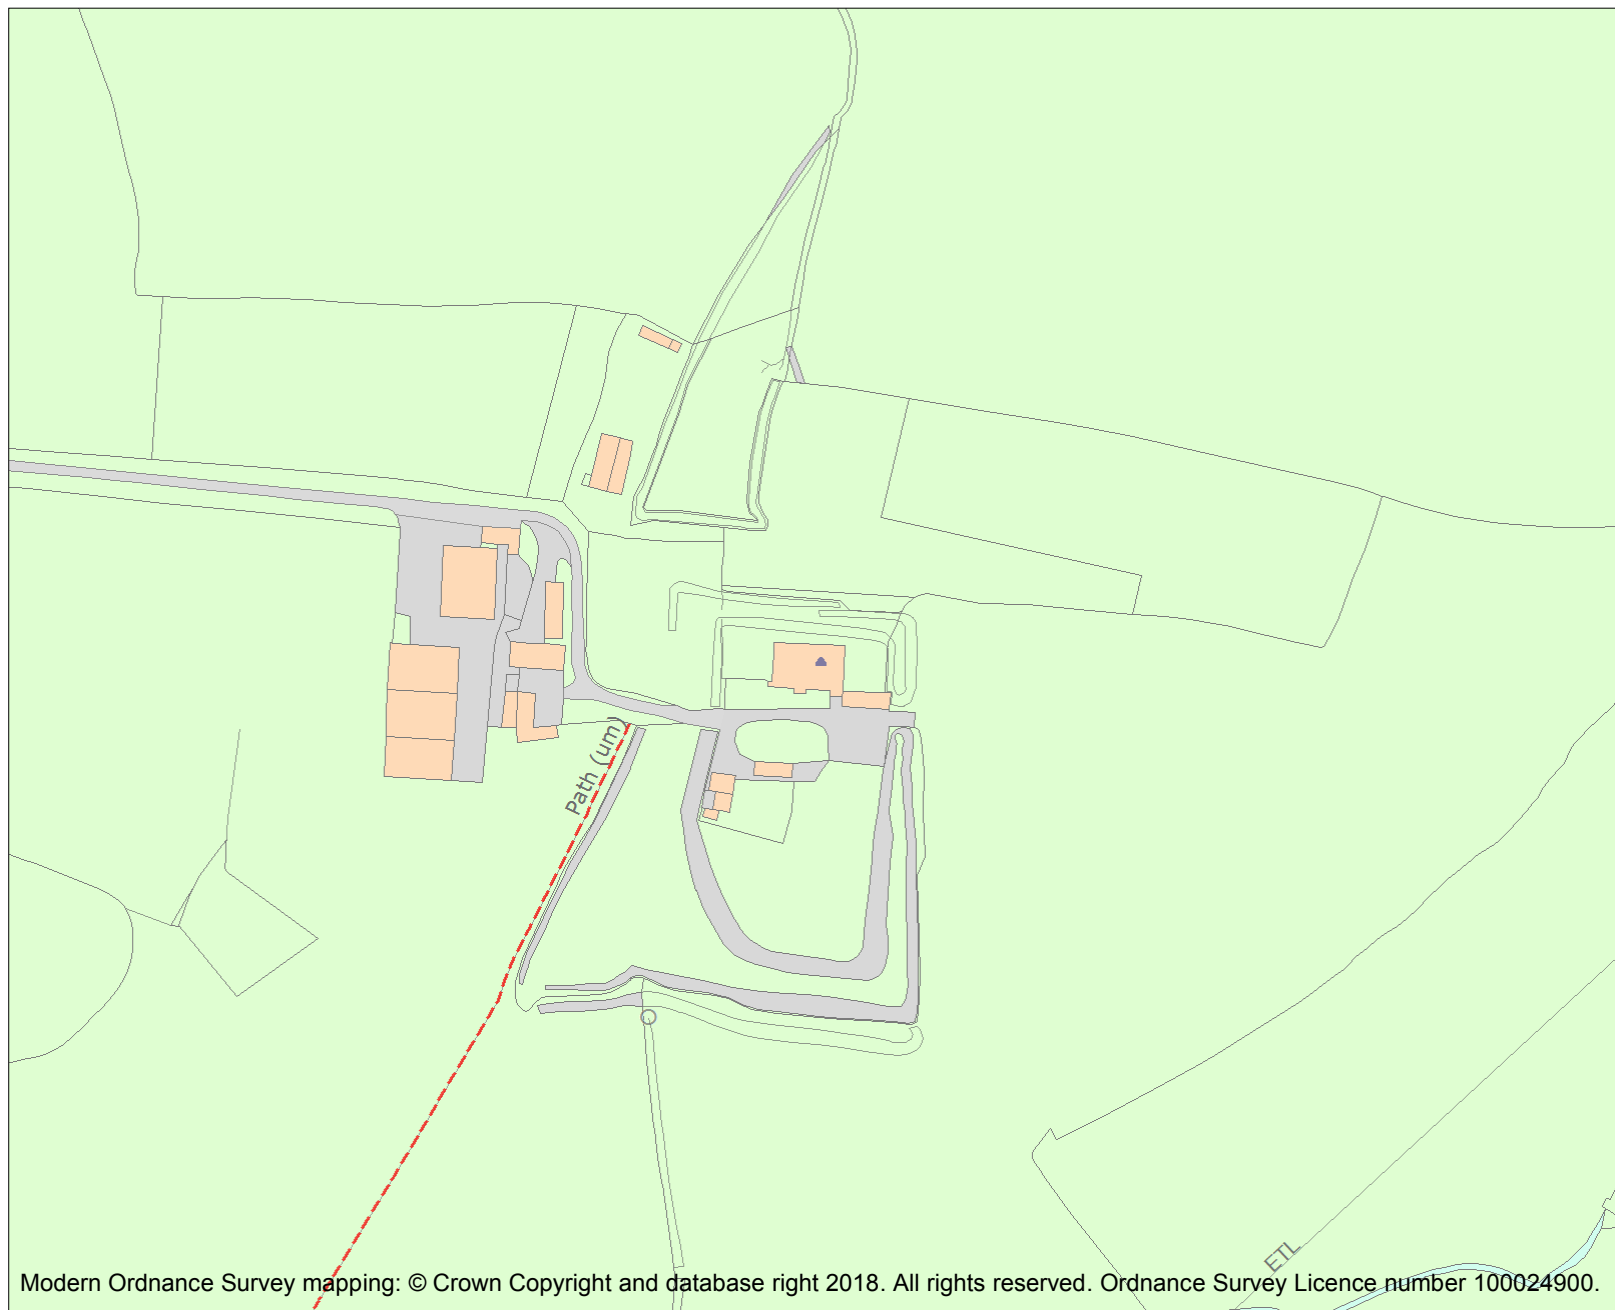 Path (um)
ETL
Modern Ordnance Survey mapping: © Crown Copyright and database right 2018. All rights reserved. Ordnance Survey Licence number 100024900.